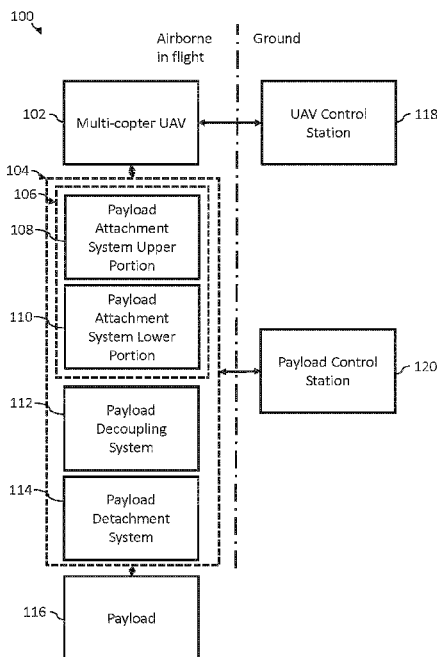 100
Airborne
in flight
Ground
102
Multi-copter UAV
UAV Control
Station
118
104
106
108
Payload
Attachment
System Upper
Portion
110
Payload
Attachment
System Lower
Portion
Payload Control
Station
120
112
Payload
Decoupling
System
114
Payload
Detachment
System
116
Payload